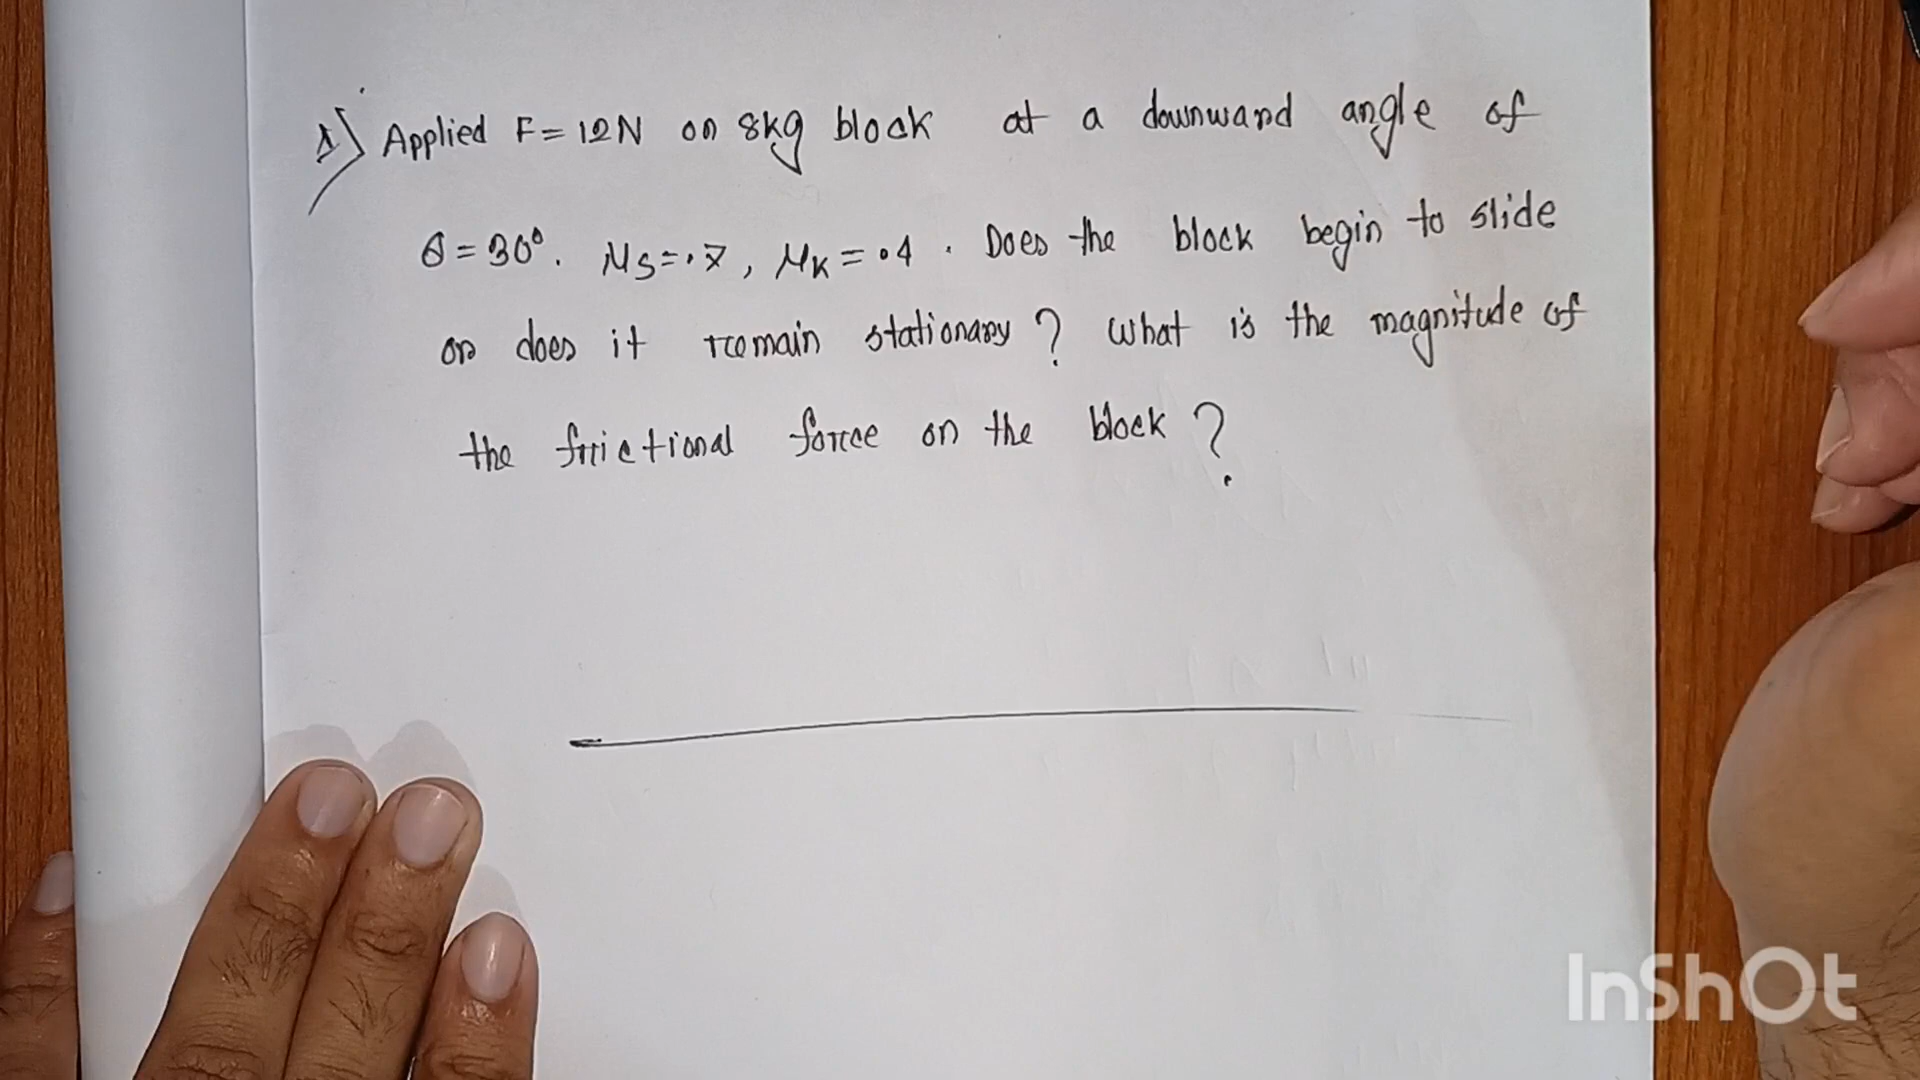 1) Applied F = 12N on 8kg block at a downward angle of
θ = 30°. μs = .7, μk = .4. Does the block begin to slide
or does it remain stationary? What is the magnitude of
the frictional force on the block?
InShOt